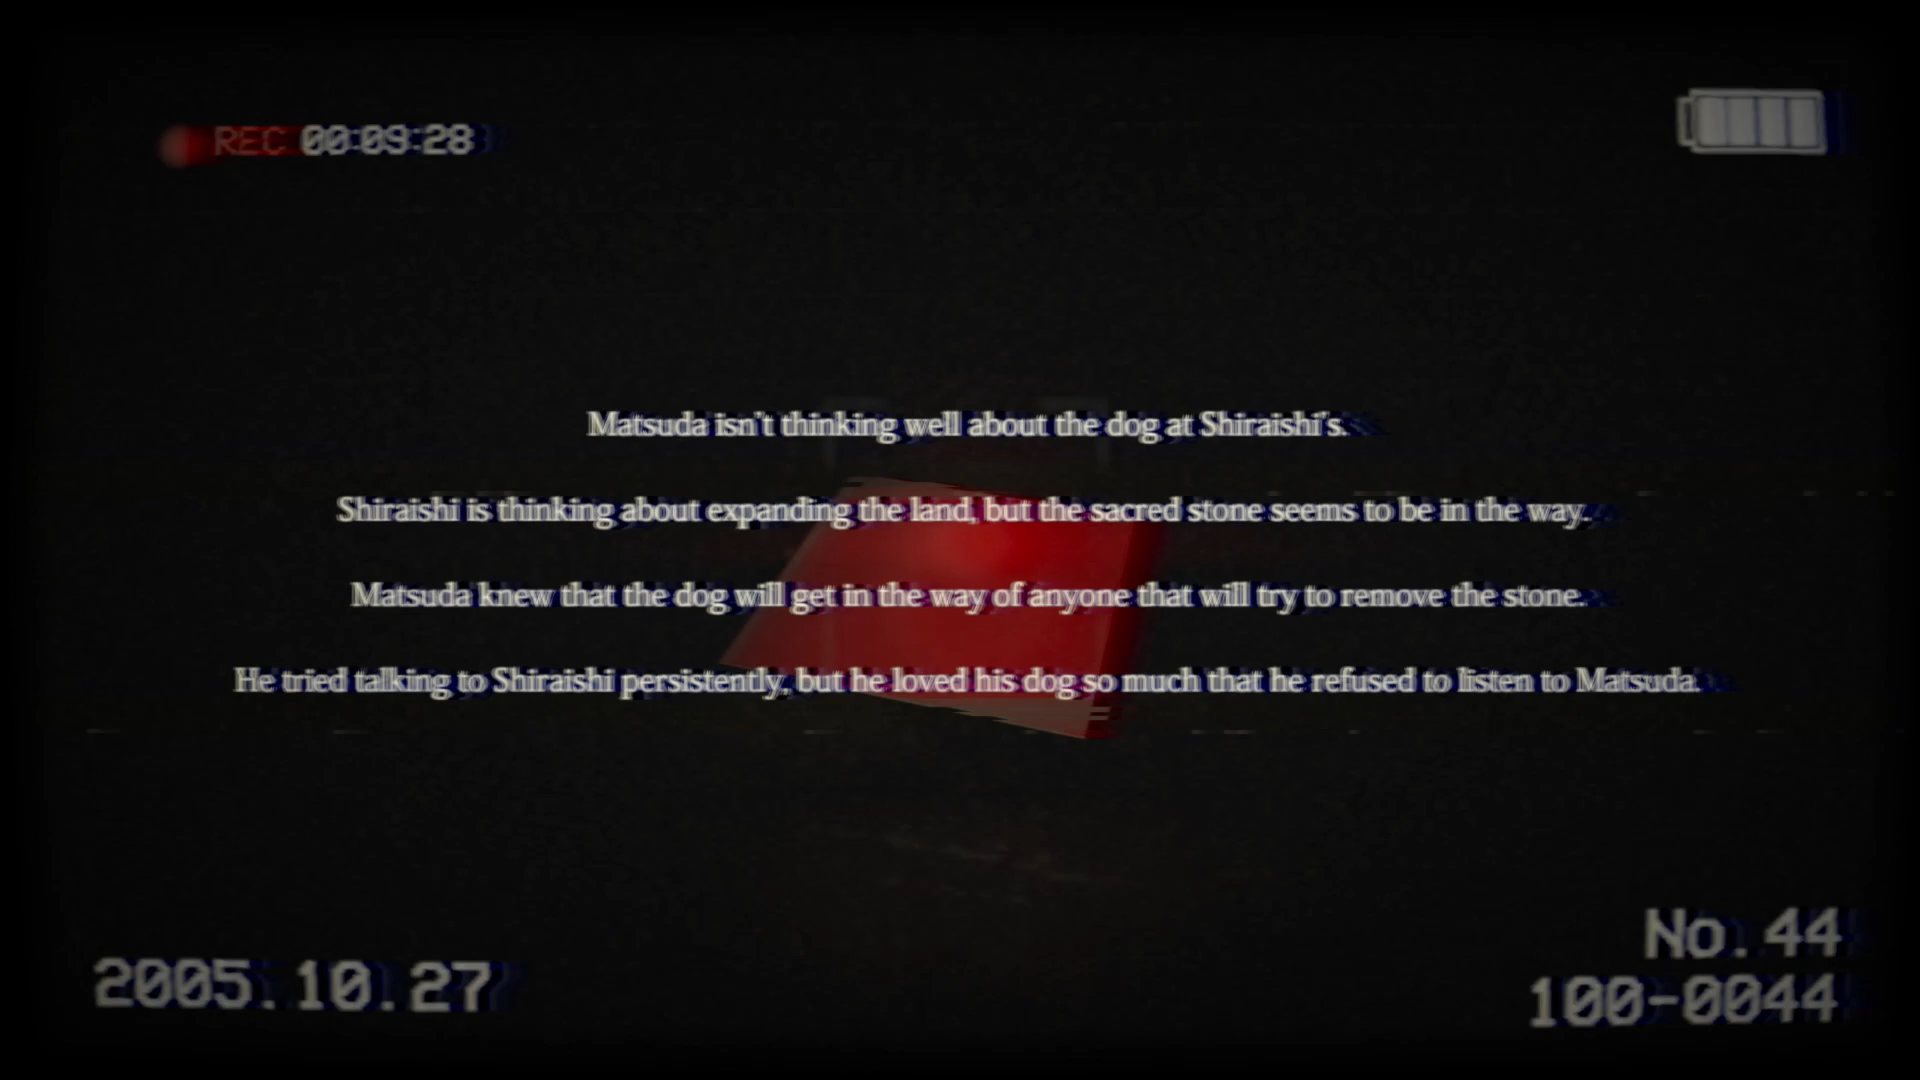 REC 00:09:28
Matsuda isn't thinking well about the dog at Shiraishi's.
Shiraishi is thinking about expanding the land, but the sacred stone seems to be in the way.
Matsuda knew that the dog will get in the way of anyone that will try to remove the stone.
He tried talking to Shiraishi persistently, but he loved his dog so much that he refused to listen to Matsuda.
2005.10.27
No.44
100-0044